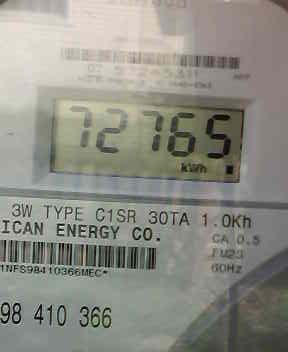 72765
kWh
3W TYPE C1SR 30TA 1.0Kh
ICAN ENERGY CO.
CA 0.5
FM2S
60Hz
1NFS98410366MEC*
98 410 366